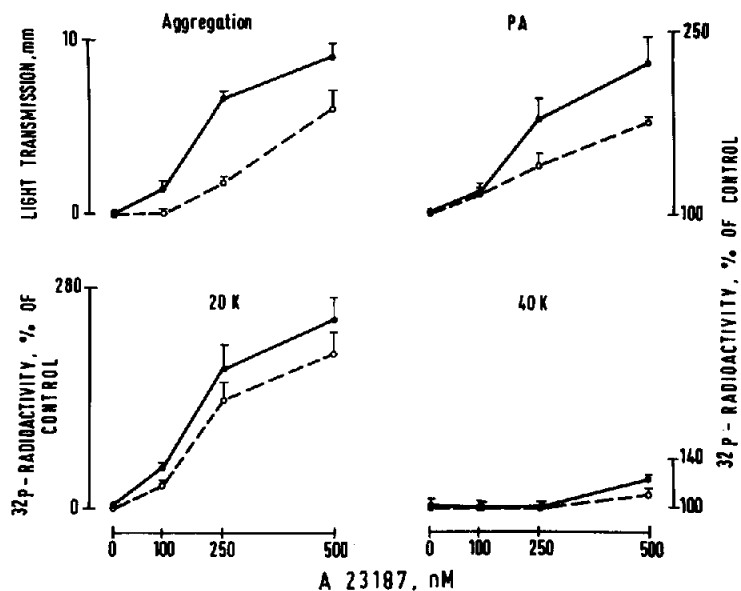 Aggregation
PA
10
0
LIGHT TRANSMISSION, mm
250
100
32p - RADIOACTIVITY, % OF CONTROL
20 K
40K
280
0
32p-RADIOACTIVITY, % OF
CONTROL
140
100
0 100 250 500
0 100 250 500
A 23187, nM